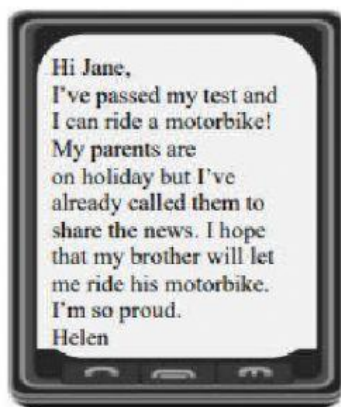 Hi Jane,
I've passed my test and
I can ride a motorbike!
My parents are
on holiday but I've
already called them to
share the news. I hope
that my brother will let
me ride his motorbike.
I'm so proud.
Helen